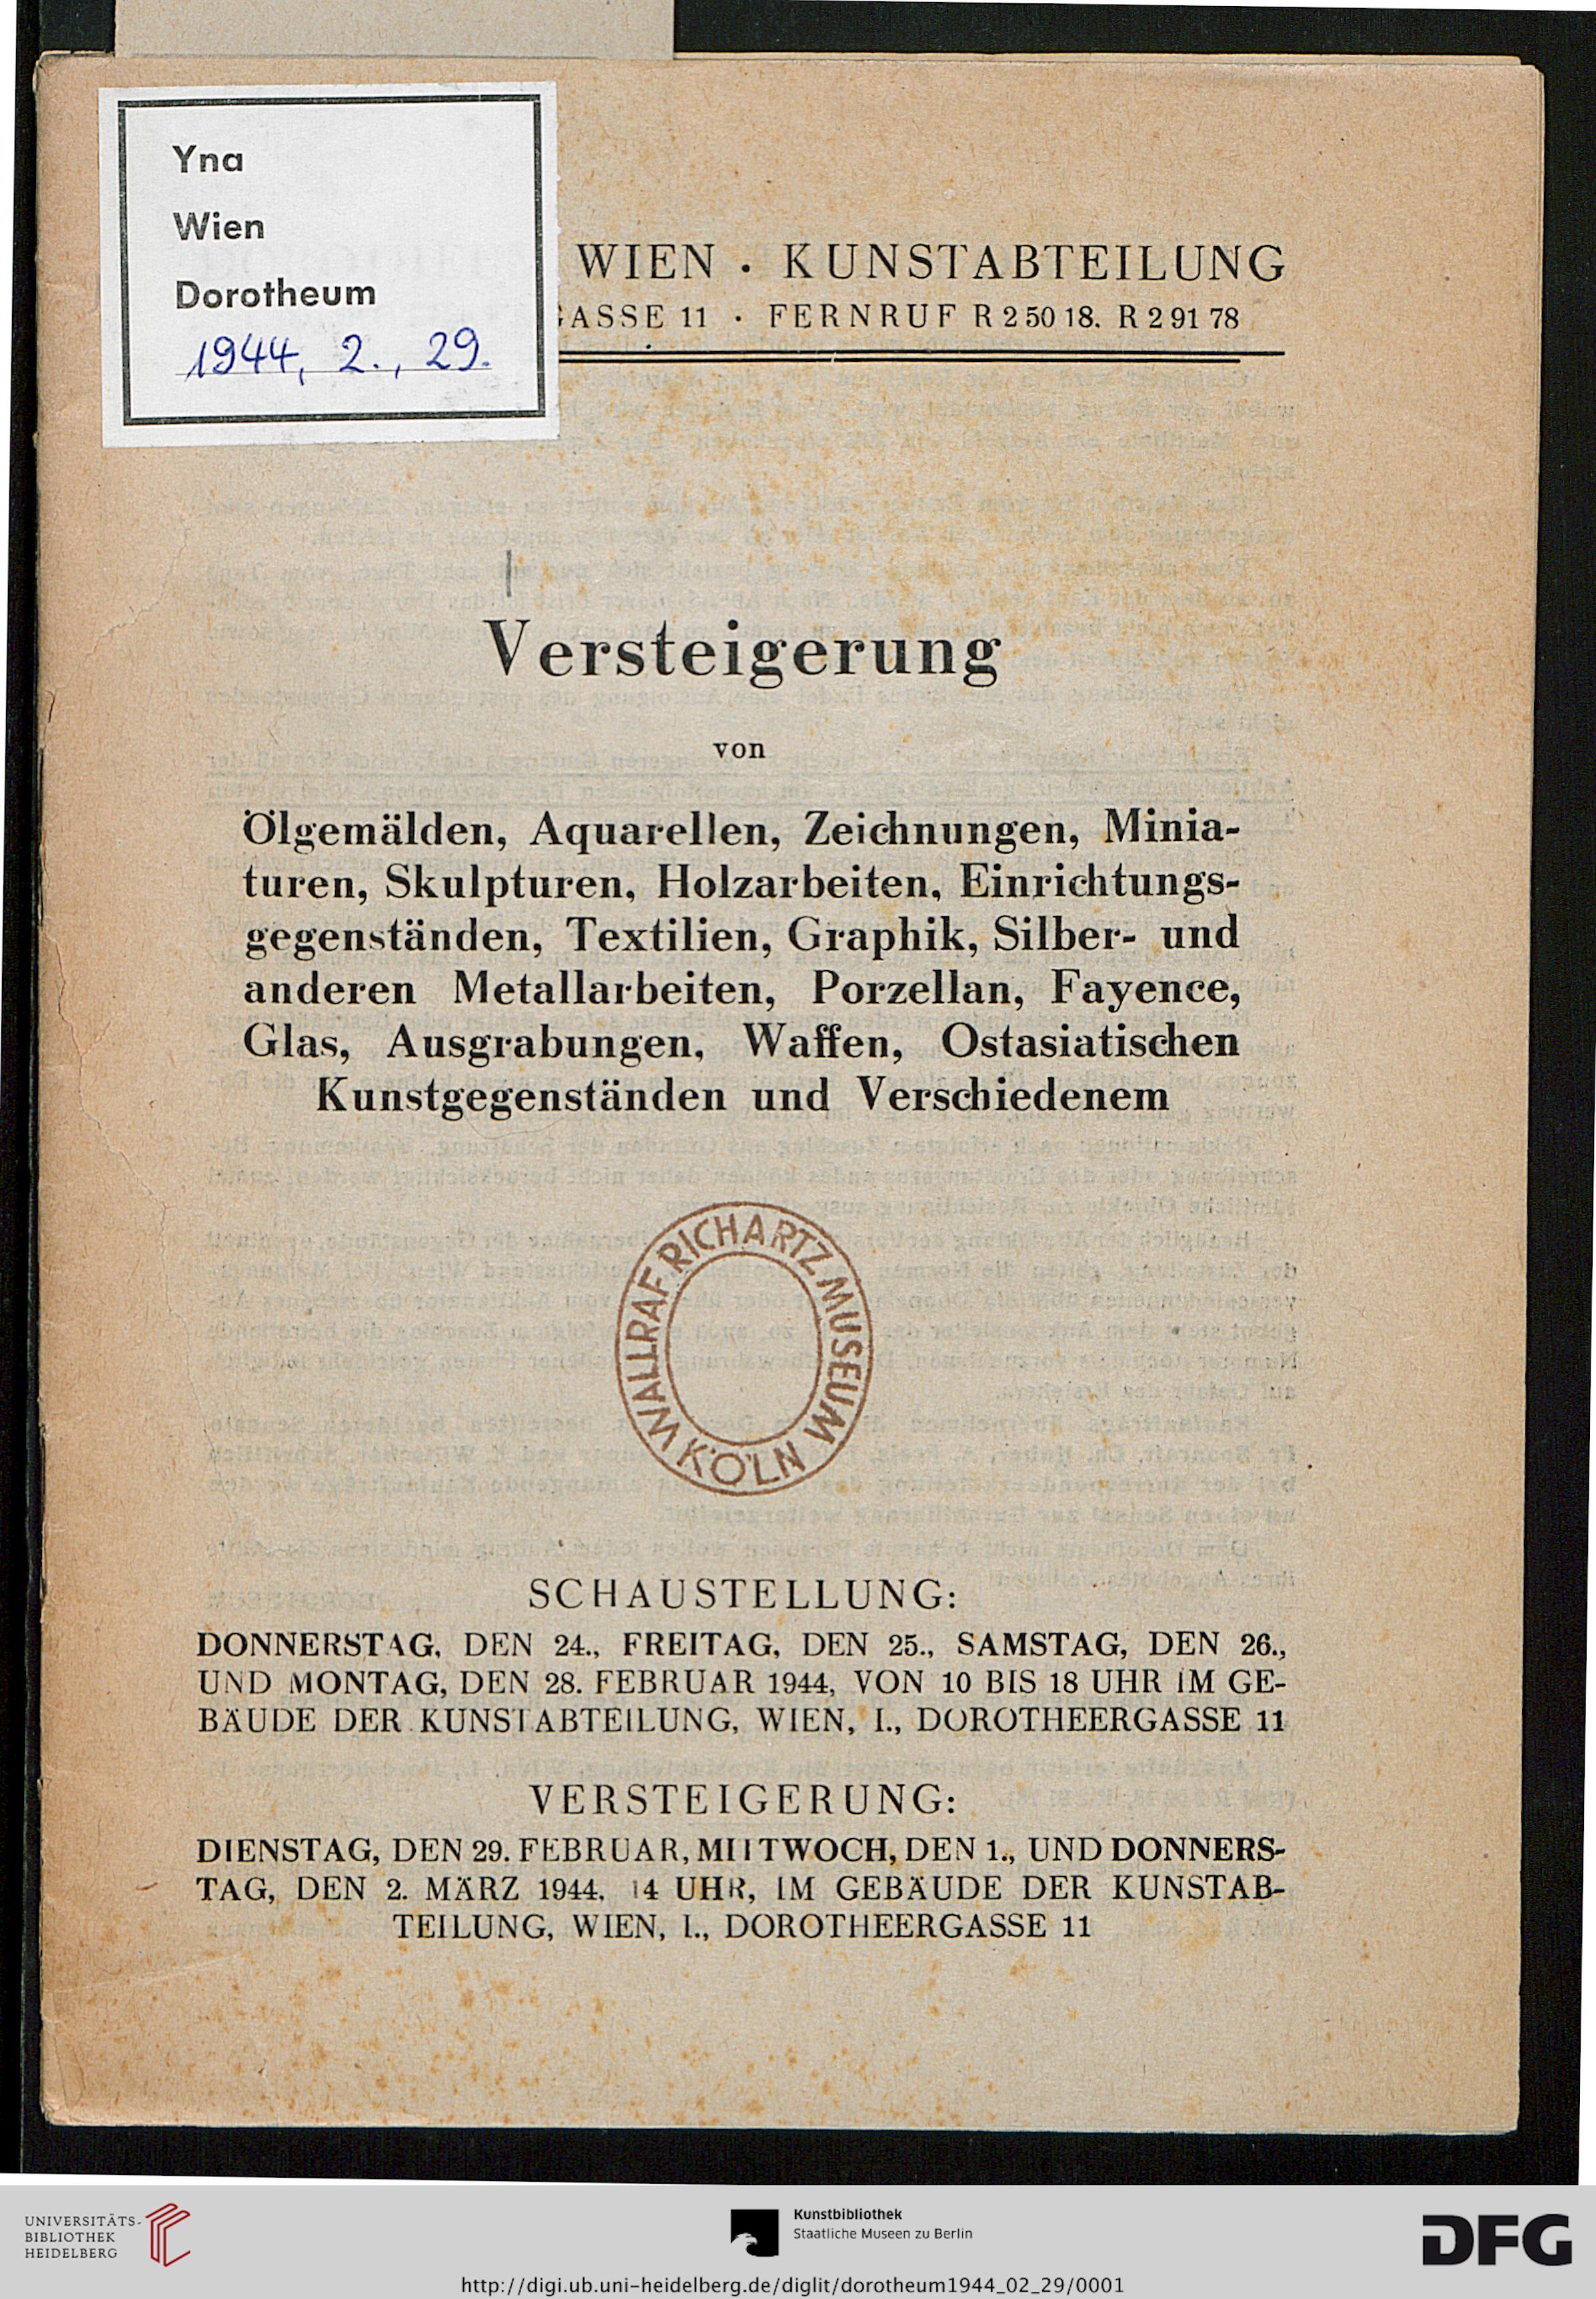 Yna
Wien
Dorotheum
1944, 2., 29.
WIEN · KUNSTABTEILUNG
GASSE 11 · FERNRUF R 2 50 18. R 2 91 78
Versteigerung
von
Ölgemälden, Aquarellen, Zeichnungen, Minia-
turen, Skulpturen, Holzarbeiten, Einrichtungs-
gegenständen, Textilien, Graphik, Silber- und
anderen Metallarbeiten, Porzellan, Fayence,
Glas, Ausgrabungen, Waffen, Ostasiatischen
Kunstgegenständen und Verschiedenem
WALLRAF RICHARTZ MUSEUM
KÖLN
SCHAUSTELLUNG:
DONNERSTAG, DEN 24., FREITAG, DEN 25., SAMSTAG, DEN 26.,
UND MONTAG, DEN 28. FEBRUAR 1944, VON 10 BIS 18 UHR IM GE-
BÄUDE DER KUNSTABTEILUNG, WIEN, I., DOROTHEERGASSE 11
VERSTEIGERUNG:
DIENSTAG, DEN 29. FEBRUAR, MITTWOCH, DEN 1., UND DONNERS-
TAG, DEN 2. MÄRZ 1944, 14 UHR, IM GEBÄUDE DER KUNSTAB-
TEILUNG, WIEN, I., DOROTHEERGASSE 11
UNIVERSITÄTS-
BIBLIOTHEK
HEIDELBERG
Kunstbibliothek
Staatliche Museen zu Berlin
DFG
http://digi.ub.uni-heidelberg.de/diglit/dorotheum1944_02_29/0001